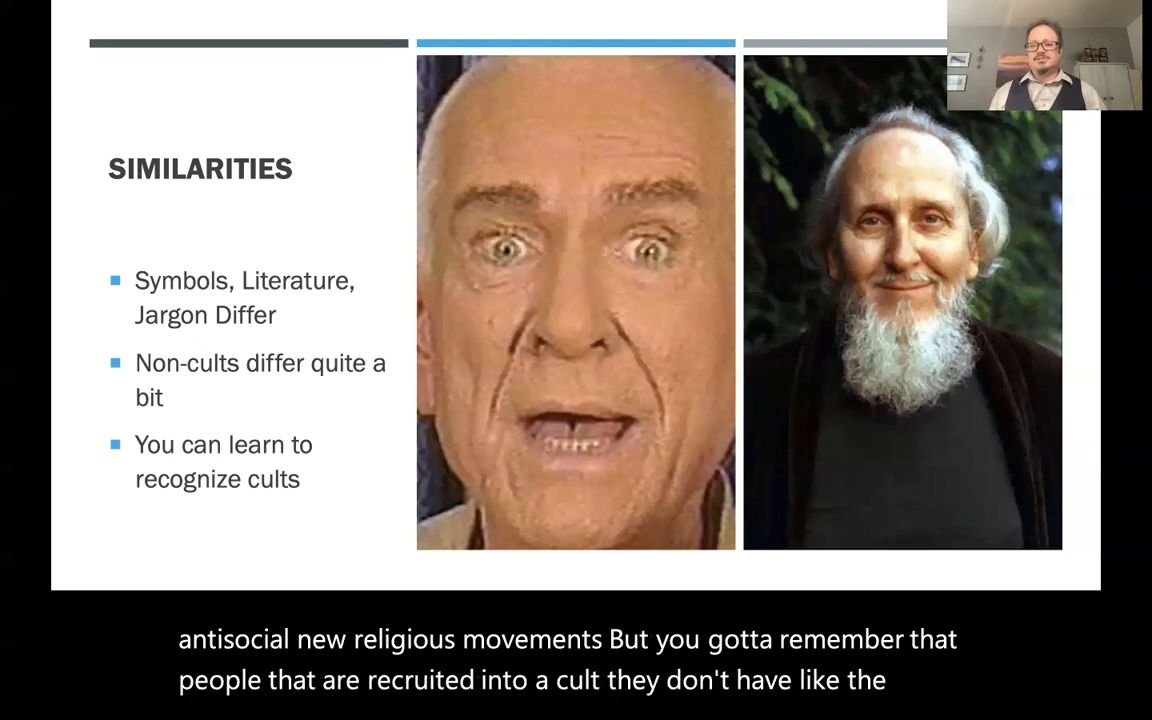 SIMILARITIES
Symbols, Literature,
Jargon Differ
Non-cults differ quite a
bit
You can learn to
recognize cults
antisocial new religious movements But you gotta remember that
people that are recruited into a cult they don't have like the